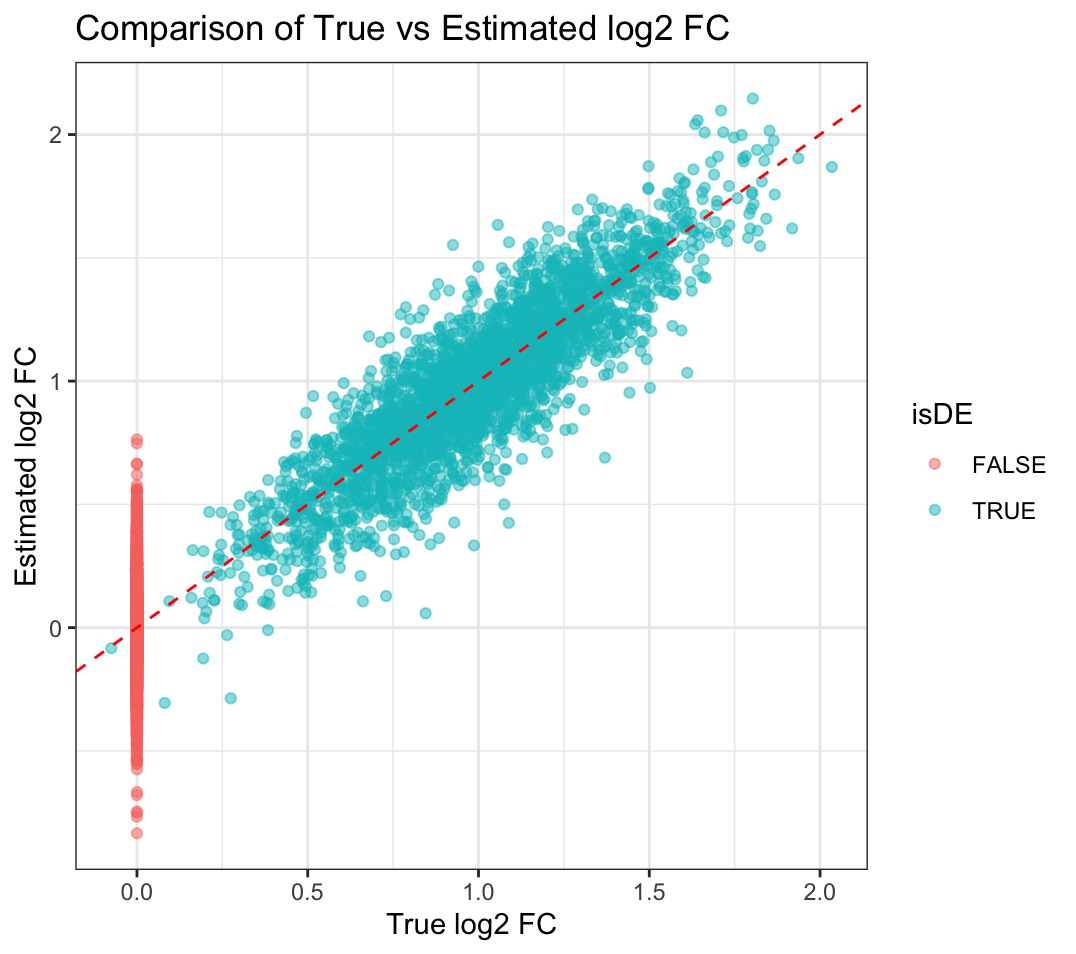 Comparison of True vs Estimated log2 FC
Estimated log2 FC
2
1
0
0.0
0.5
1.0
1.5
2.0
True log2 FC
isDE
FALSE
TRUE